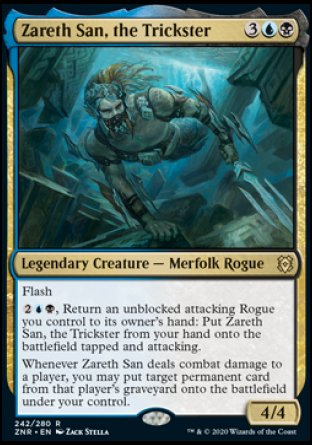 Zareth San, the Trickster 3
Legendary Creature — Merfolk Rogue
Flash
2, Return an unblocked attacking Rogue
you control to its owner's hand: Put Zareth
San, the Trickster from your hand onto the
battlefield tapped and attacking.
Whenever Zareth San deals combat damage to
a player, you may put target permanent card
from that player's graveyard onto the battlefield
under your control.
4/4
242/280 R
ZNR • EN Zack Stella
™ & © 2020 Wizards of the Coast